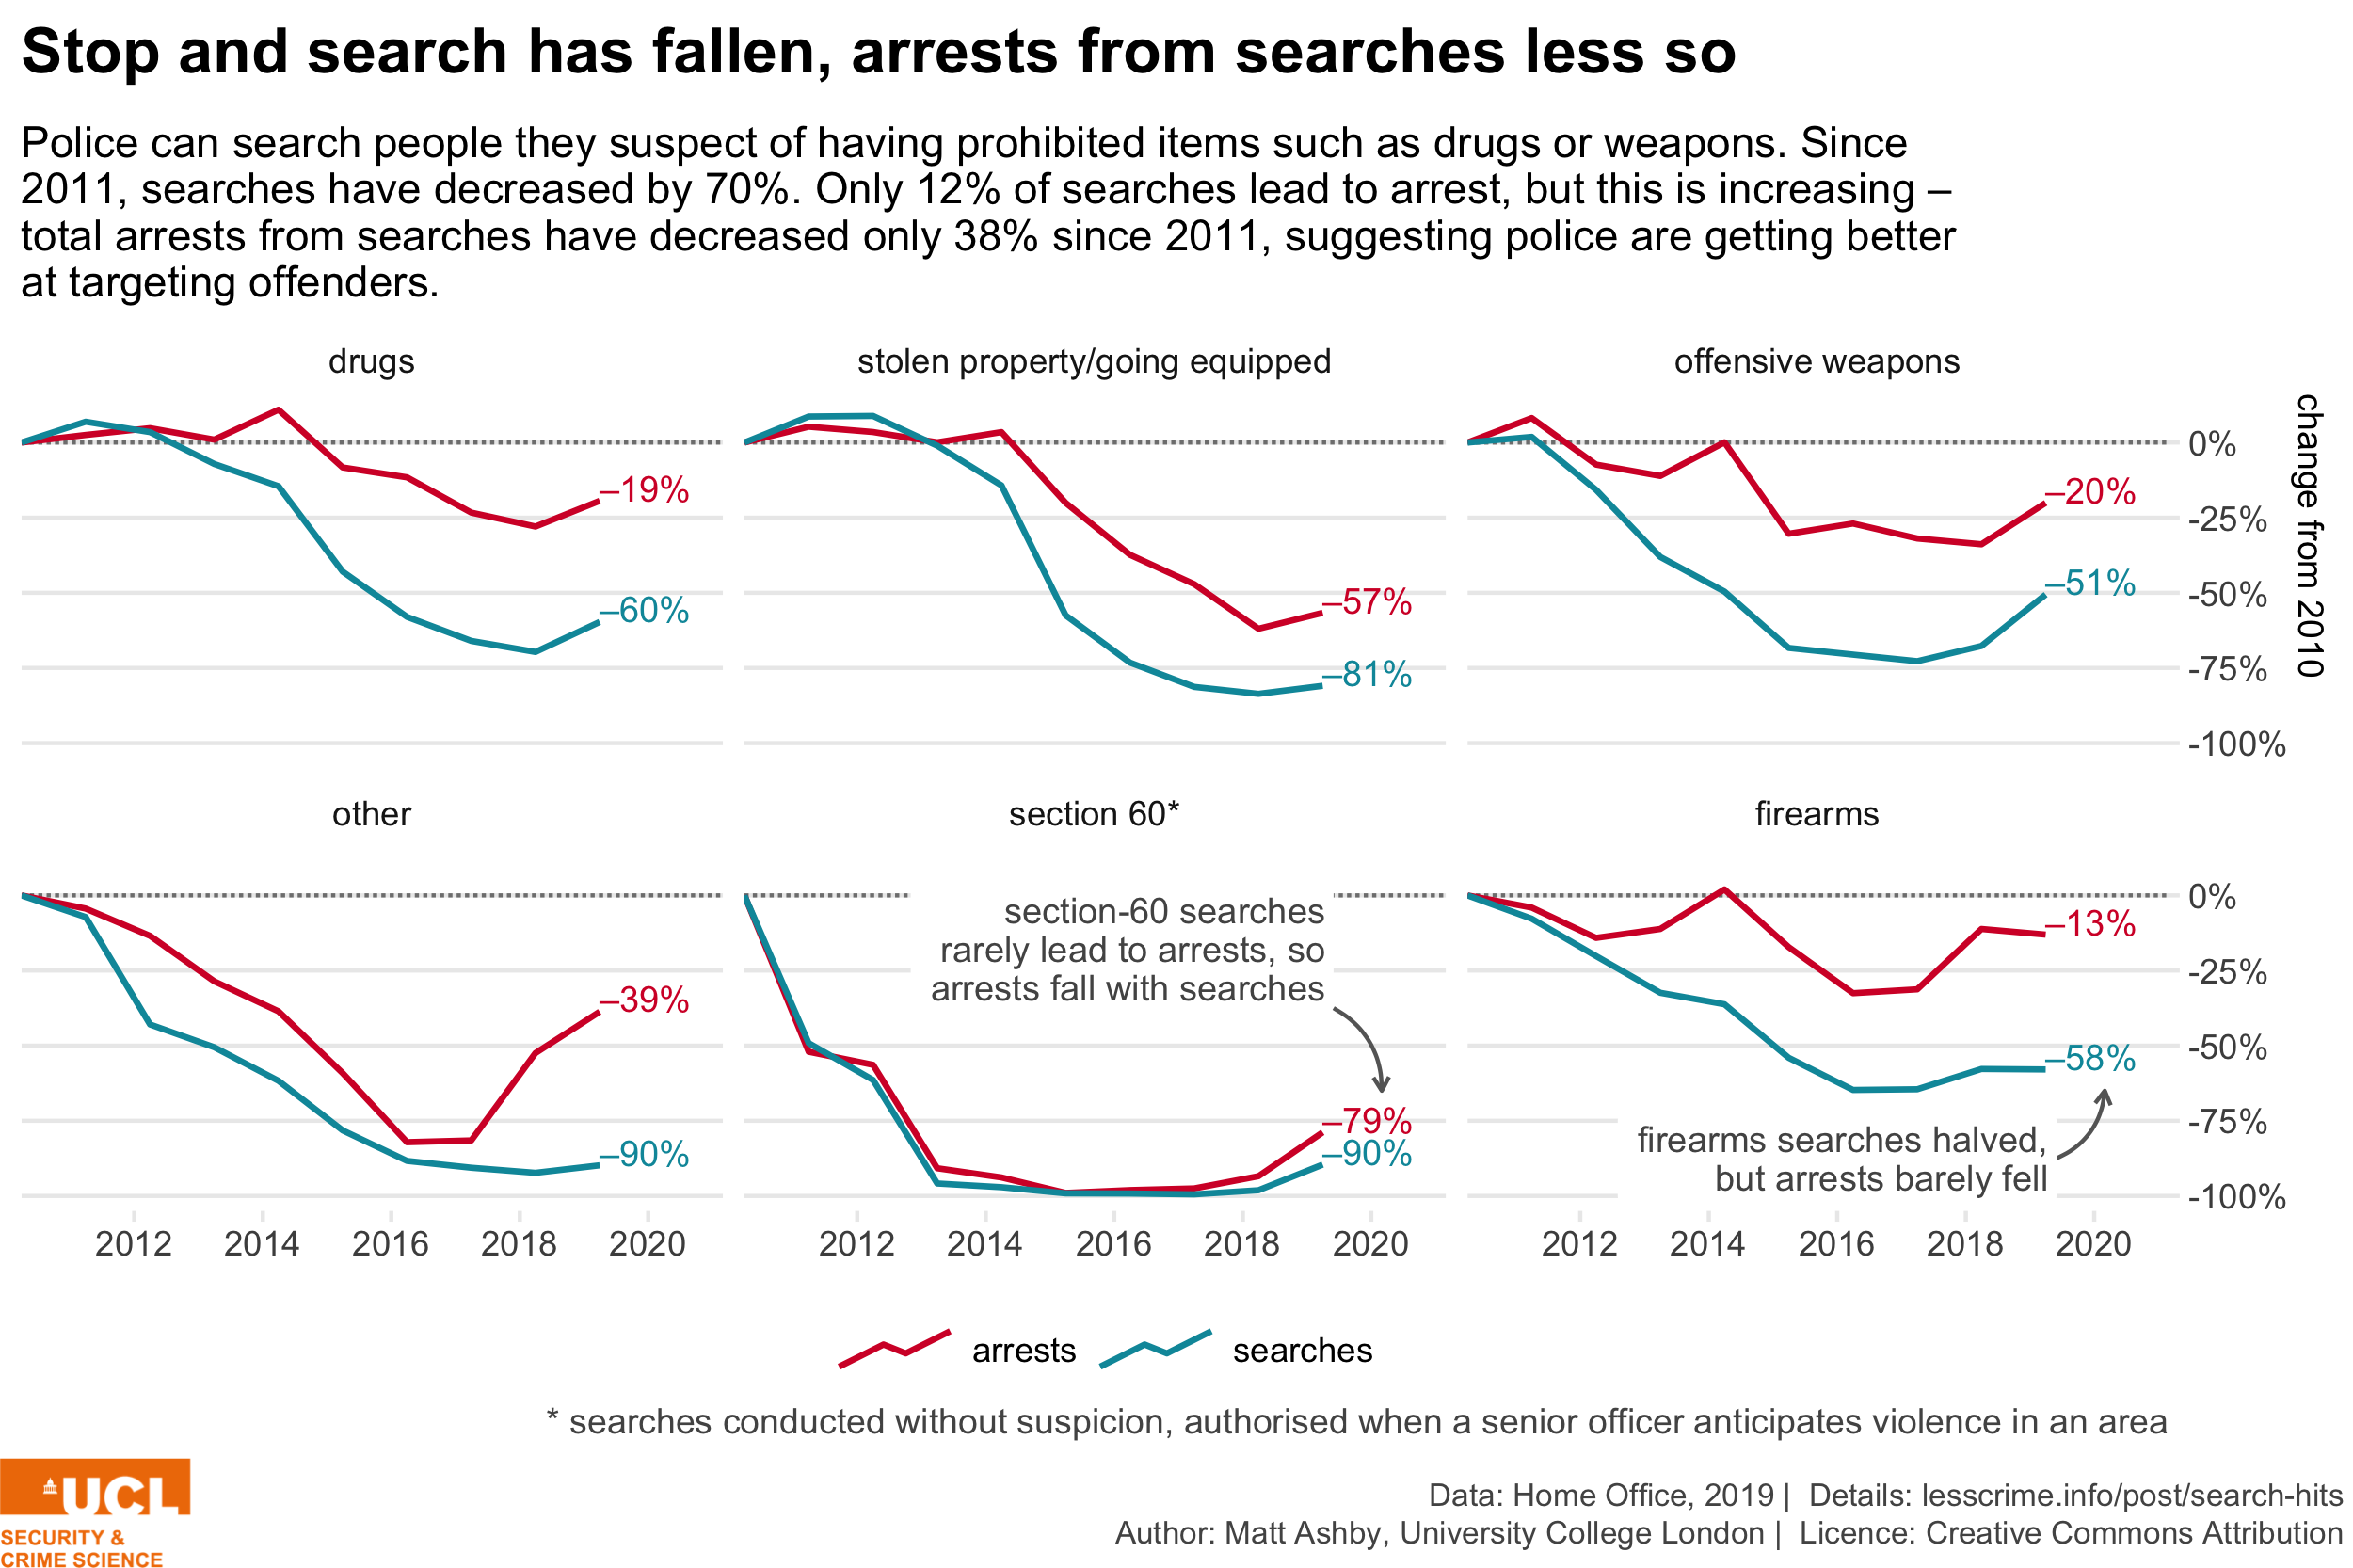 Stop and search has fallen, arrests from searches less so
Police can search people they suspect of having prohibited items such as drugs or weapons. Since
2011, searches have decreased by 70%. Only 12% of searches lead to arrest, but this is increasing –
total arrests from searches have decreased only 38% since 2011, suggesting police are getting better
at targeting offenders.
drugs
–19%
–60%
stolen property/going equipped
–57%
–81%
offensive weapons
–20%
–51%
0%
-25%
-50%
-75%
-100%
change from 2010
other
–39%
–90%
section 60*
section-60 searches
rarely lead to arrests, so
arrests fall with searches
–79%
–90%
firearms
–13%
–58%
firearms searches halved,
but arrests barely fell
0%
-25%
-50%
-75%
-100%
2012 2014 2016 2018 2020
2012 2014 2016 2018 2020
2012 2014 2016 2018 2020
arrests searches
* searches conducted without suspicion, authorised when a senior officer anticipates violence in an area
UCL
SECURITY &
CRIME SCIENCE
Data: Home Office, 2019 | Details: lesscrime.info/post/search-hits
Author: Matt Ashby, University College London | Licence: Creative Commons Attribution